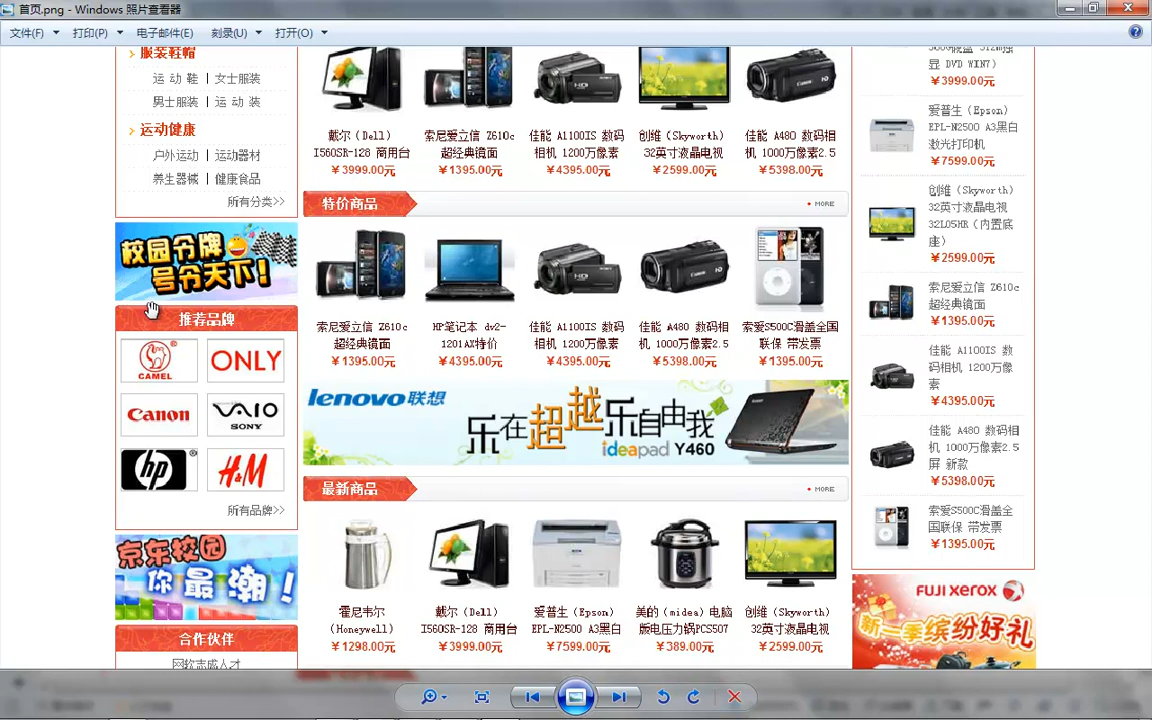 首页.png - Windows 照片查看器
文件(F) 打印(P) 电子邮件(E) 刻录(U) 打开(O)
服装鞋帽
运 动 鞋 | 女士服装
男士服装 | 运 动 装
运动健康
户外运动 | 运动器材
养生器械 | 健康食品
所有分类>>
校园令牌
号令天下!
推荐品牌
CAMEL
ONLY
Canon
VAIO
SONY
hp
H&M
所有品牌>>
京东校园
你最潮!
合作伙伴
戴尔（Dell）
I560SR-128 商用台
￥3999.00元
索尼爱立信 Z610c
超经典镜面
￥1395.00元
佳能 A1100IS 数码
相机 1200万像素
￥4395.00元
创维（Skyworth）
32英寸液晶电视
￥2599.00元
佳能 A480 数码相
机 1000万像素2.5
￥5398.00元
特价商品
MORE
索尼爱立信 Z610c
超经典镜面
￥1395.00元
HP笔记本 dv2-
1201AX特价
￥4395.00元
佳能 A1100IS 数码
相机 1200万像素
￥4395.00元
佳能 A480 数码相
机 1000万像素2.5
￥5398.00元
索爱S500C滑盖全国
联保 带发票
￥1395.00元
lenovo联想
乐在超越乐自由我
ideapad Y460
最新商品
MORE
霍尼韦尔
（Honeywell）
￥1298.00元
戴尔（Dell）
I560SR-128 商用台
￥3999.00元
爱普生（Epson）
EPL-N2500 A3黑白
￥7599.00元
美的（midea）电脑
版电压力锅PCS507
￥389.00元
创维（Skyworth）
32英寸液晶电视
￥2599.00元
显 DVD WIN7）
￥3999.00元
爱普生（Epson）
EPL-N2500 A3黑白
激光打印机
￥7599.00元
创维（Skyworth）
32英寸液晶电视
32L05HR（内置底
座）
￥2599.00元
索尼爱立信 Z610c
超经典镜面
￥1395.00元
佳能 A1100IS 数
码相机 1200万像
素
￥4395.00元
佳能 A480 数码相
机 1000万像素2.5
屏 新款
￥5398.00元
索爱S500C滑盖全
国联保 带发票
￥1395.00元
FUJI XEROX
新一季缤纷好礼